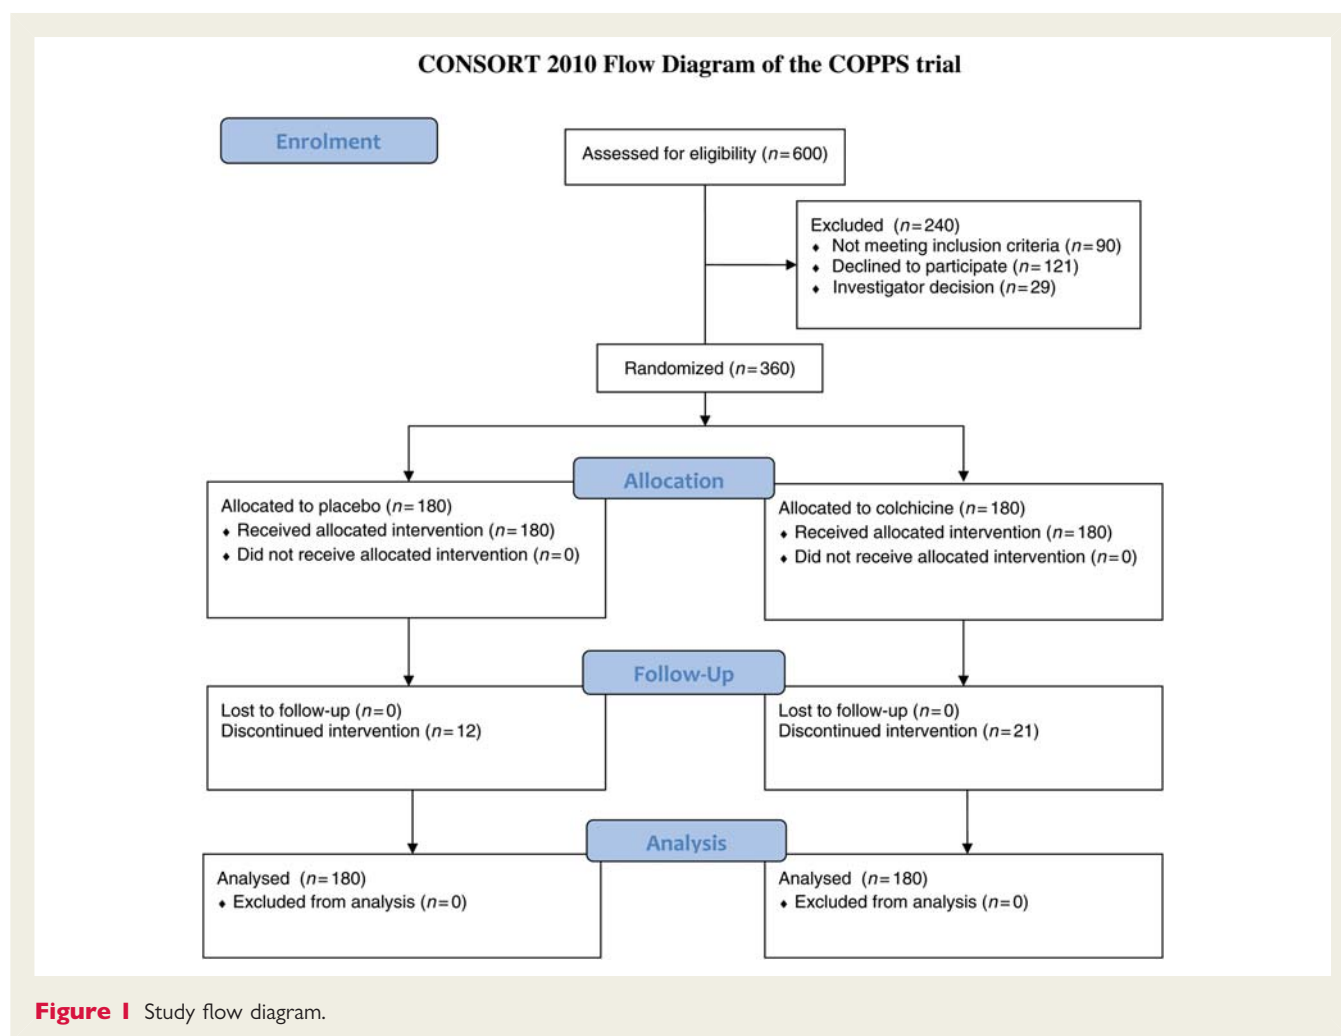 CONSORT 2010 Flow Diagram of the COPPS trial
Enrolment
Assessed for eligibility (n=600)
Excluded (n=240)
⬧ Not meeting inclusion criteria (n=90)
⬧ Declined to participate (n=121)
⬧ Investigator decision (n=29)
Randomized (n=360)
Allocation
Allocated to placebo (n=180)
⬧ Received allocated intervention (n=180)
⬧ Did not receive allocated intervention (n=0)
Allocated to colchicine (n=180)
⬧ Received allocated intervention (n=180)
⬧ Did not receive allocated intervention (n=0)
Follow-Up
Lost to follow-up (n=0)
Discontinued intervention (n=12)
Lost to follow-up (n=0)
Discontinued intervention (n=21)
Analysis
Analysed (n=180)
⬧ Excluded from analysis (n=0)
Analysed (n=180)
⬧ Excluded from analysis (n=0)
Figure 1 Study flow diagram.